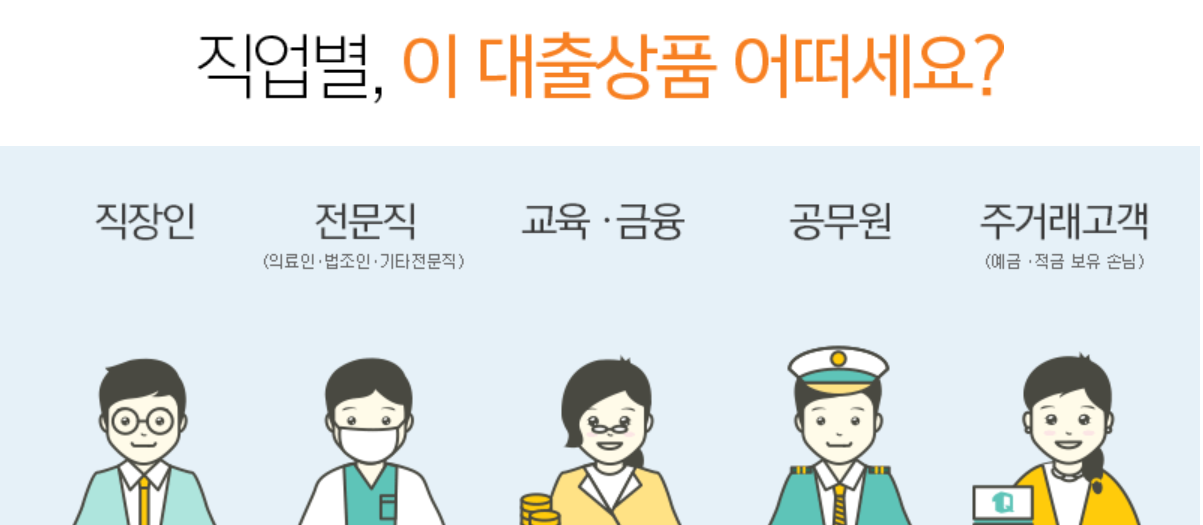 직업별, 이 대출상품 어떠세요?
직장인 전문직 교육·금융 공무원 주거래고객
(의료인·법조인·기타전문직) (예금·적금 보유 손님)